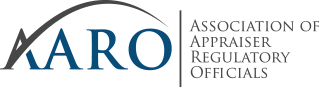 AARO
ASSOCIATION OF
APPRAISER
REGULATORY
OFFICIALS